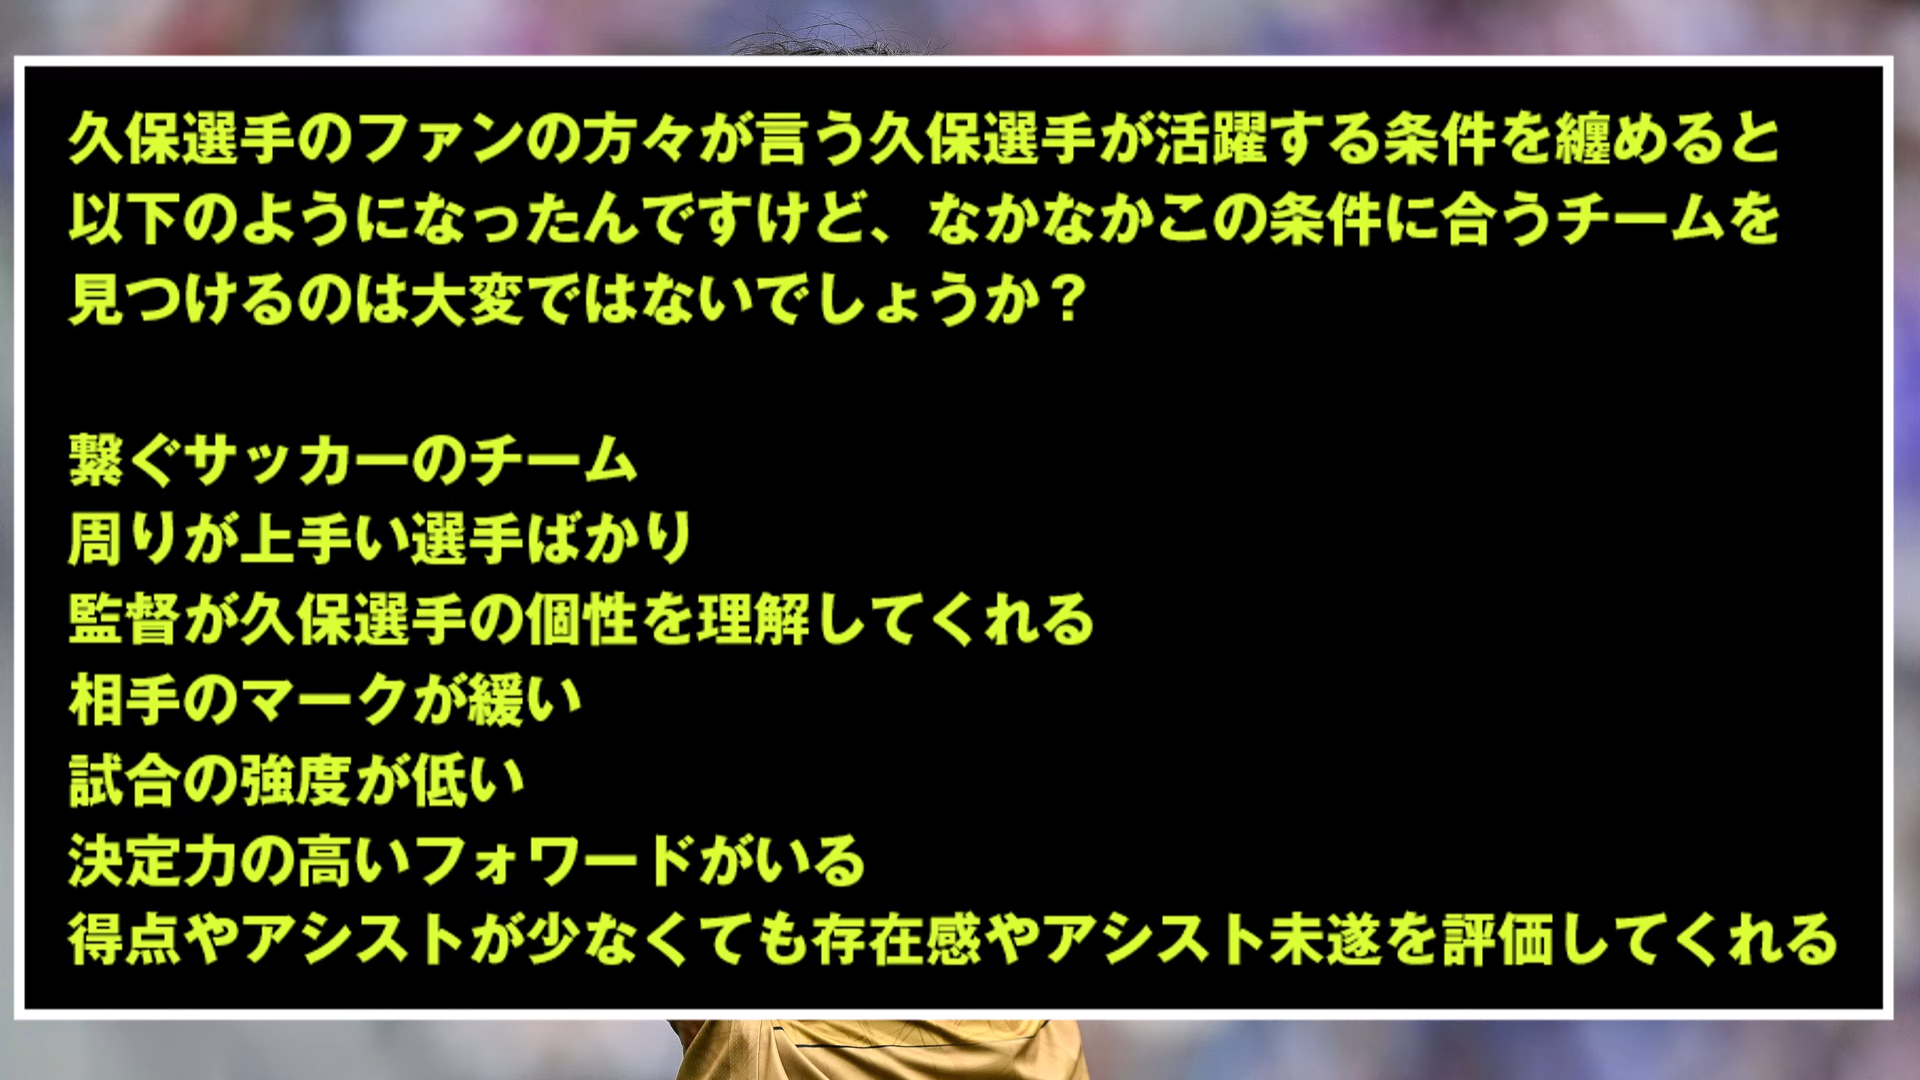 久保選手のファンの方々が言う久保選手が活躍する条件を纏めると
以下のようになったんですけど、なかなかこの条件に合うチームを
見つけるのは大変ではないでしょうか？
繋ぐサッカーのチーム
周りが上手い選手ばかり
監督が久保選手の個性を理解してくれる
相手のマークが緩い
試合の強度が低い
決定力の高いフォワードがいる
得点やアシストが少なくても存在感やアシスト未遂を評価してくれる